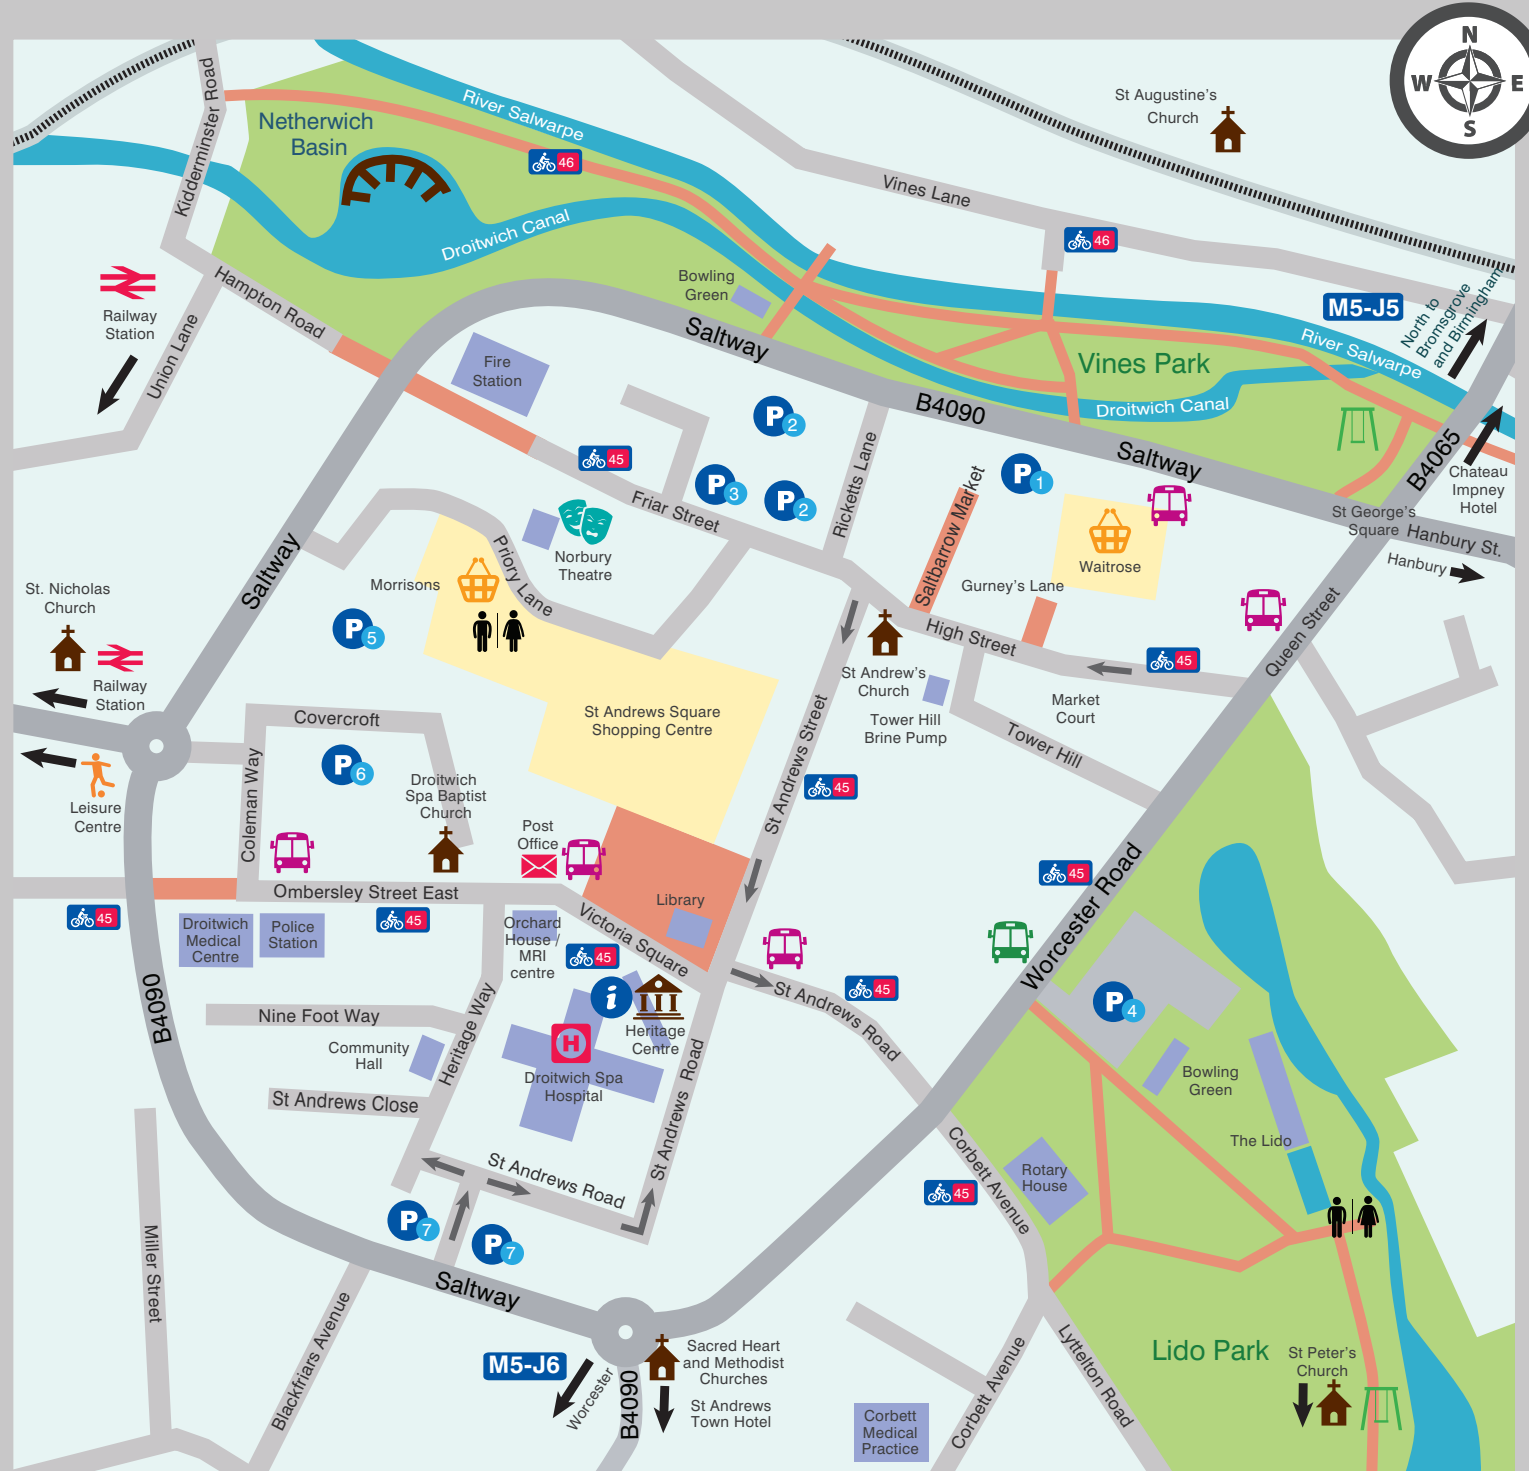 N
W
E
S
St Augustine's
Church
Kidderminster Road
River Salwarpe
Netherwich
Basin
46
Vines Lane
Droitwich Canal
46
Bowling
Green
Hampton Road
Railway
Station
Union Lane
M5-J5
North to
Bromsgrove
and Birmingham
River Salwarpe
Saltway
Vines Park
Fire
Station
B4090
Droitwich Canal
P 2
Saltway
B4065
Chateau
Impney
Hotel
45
P 3
P 2
Friar Street
Ricketts Lane
Saltbarrow Market
P 1
St George's
Square
Hanbury St.
Hanbury
Norbury
Theatre
Priory Lane
Saltway
Morrisons
Waitrose
Gurney's Lane
St. Nicholas
Church
P 5
High Street
Queen Street
45
Railway
Station
St Andrew's
Church
Tower Hill
Brine Pump
Market
Court
Tower Hill
Covercroft
St Andrews Square
Shopping Centre
St Andrews Street
P 6
Droitwich
Spa Baptist
Church
45
Leisure
Centre
Coleman Way
Post
Office
Ombersley Street East
Library
45
Worcester Road
45
45
Droitwich
Medical
Centre
Police
Station
Orchard
House /
MRI
centre
Victoria Square
45
St Andrews Road
45
B4090
Nine Foot Way
Heritage Way
i
Heritage
Centre
P 4
Community
Hall
H
Droitwich Spa
Hospital
St Andrews Road
Bowling
Green
St Andrews Close
The Lido
Corbett Avenue
Rotary
House
St Andrews Road
45
P 7
P 7
Miller Street
Saltway
Blackfriars Avenue
M5-J6
Worcester
B4090
Sacred Heart
and Methodist
Churches
St Andrews
Town Hotel
Corbett Avenue
Lyttelton Road
Lido Park
St Peter's
Church
Corbett
Medical
Practice